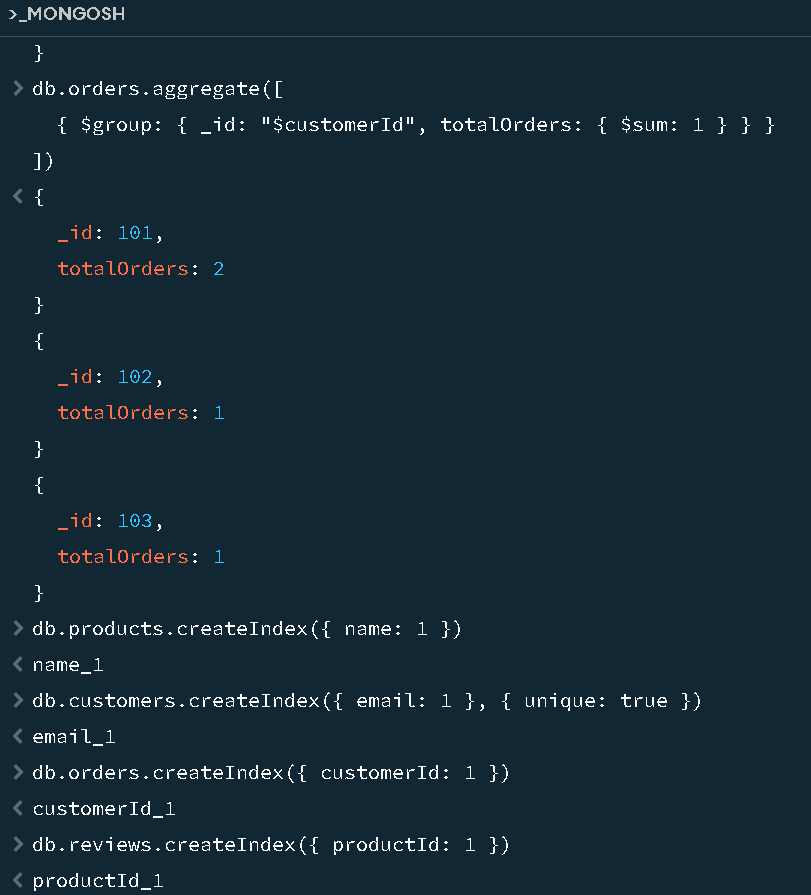 >_MONGOSH
}
> db.orders.aggregate([
{ $group: { _id: "$customerId", totalOrders: { $sum: 1 } } }
])
< {
_id: 101,
totalOrders: 2
}
{
_id: 102,
totalOrders: 1
}
{
_id: 103,
totalOrders: 1
}
> db.products.createIndex({ name: 1 })
< name_1
> db.customers.createIndex({ email: 1 }, { unique: true })
< email_1
> db.orders.createIndex({ customerId: 1 })
< customerId_1
> db.reviews.createIndex({ productId: 1 })
< productId_1